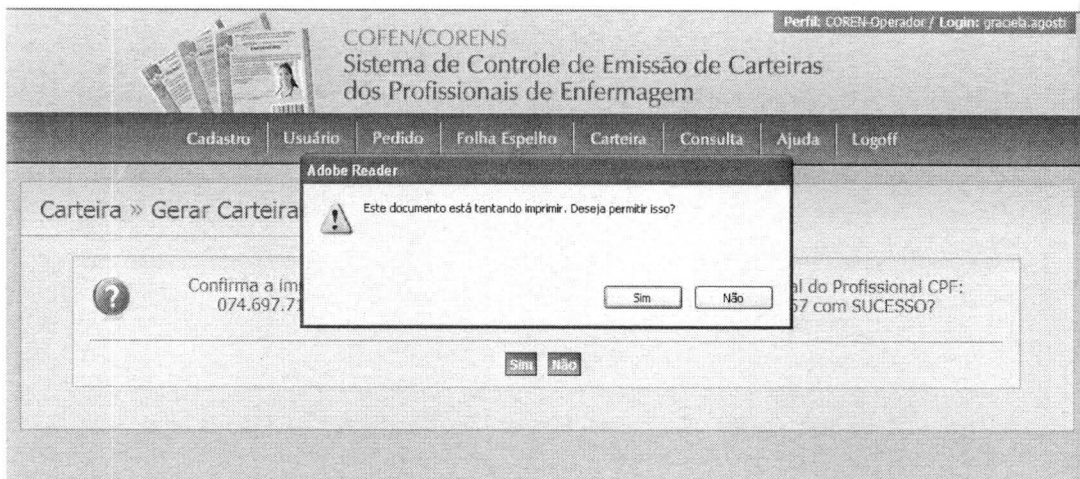 Perfil: COREN-Operador / Login: graciela.agosti
COFEN/CORENS
Sistema de Controle de Emissão de Carteiras
dos Profissionais de Enfermagem
Cadastro Usuário Pedido Folha Espelho Carteira Consulta Ajuda Logoff
Adobe Reader
Este documento está tentando imprimir. Deseja permitir isso?
Sim Não
Carteira » Gerar Carteira
Confirma a im al do Profissional CPF:
074.697.71 57 com SUCESSO?
Sim Não